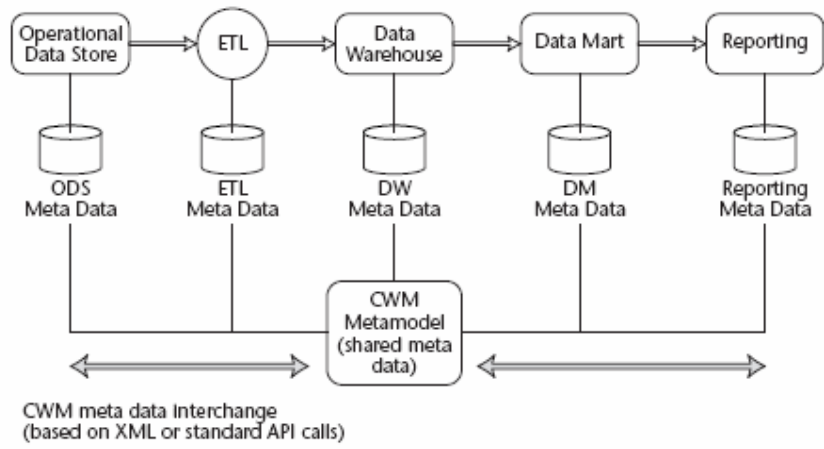 Operational
Data Store
ETL
Data
Warehouse
Data Mart
Reporting
ODS
Meta Data
ETL
Meta Data
DW
Meta Data
DM
Meta Data
Reporting
Meta Data
CWM
Metamodel
(shared meta
data)
CWM meta data interchange
(based on XML or standard API calls)